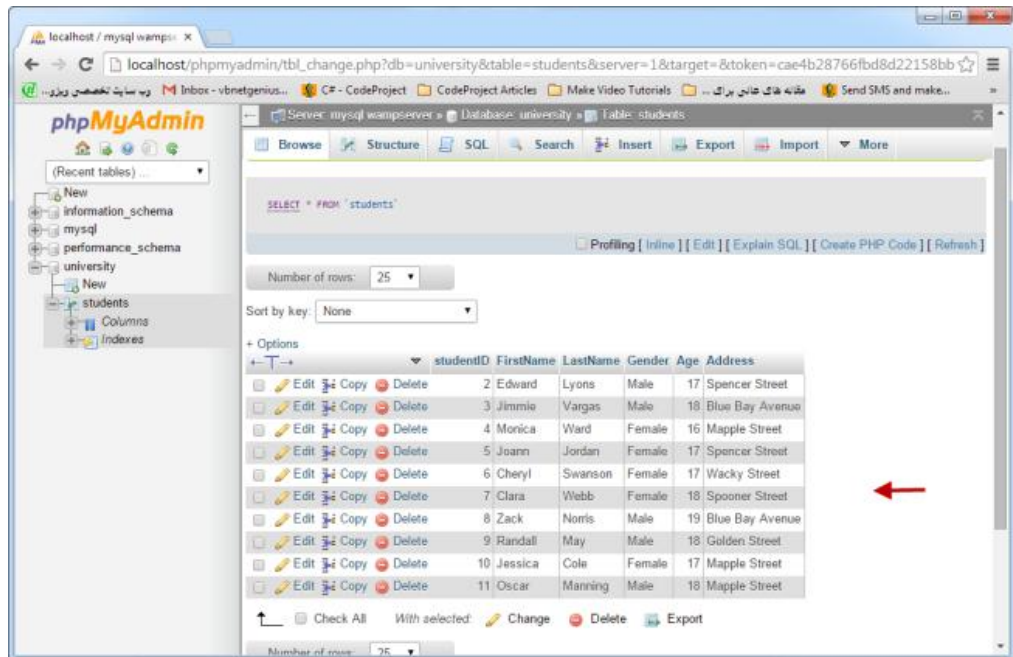 localhost / mysql wampse
localhost/phpmyadmin/tbl_change.php?db=university&table=students&server=1&target=&token=cae4b28766fbd8d22158bb
وب سایت تخصصی ویژو...
Inbox - vbnetgenius...
C# - CodeProject
CodeProject Articles
Make Video Tutorials
مقاله های عالی برای ...
Send SMS and make...
»
phpMyAdmin
(Recent tables) ...
New
information_schema
mysql
performance_schema
university
New
students
Columns
Indexes
Server: mysql wampserver » Database: university » Table: students
Browse Structure SQL Search Insert Export Import More
SELECT * FROM `students`
Profiling [ Inline ] [ Edit ] [ Explain SQL ] [ Create PHP Code ] [ Refresh ]
Number of rows: 25
Sort by key: None
+ Options
studentID FirstName LastName Gender Age Address
Edit Copy Delete 2 Edward Lyons Male 17 Spencer Street
Edit Copy Delete 3 Jimmie Vargas Male 18 Blue Bay Avenue
Edit Copy Delete 4 Monica Ward Female 16 Mapple Street
Edit Copy Delete 5 Joann Jordan Female 17 Spencer Street
Edit Copy Delete 6 Cheryl Swanson Female 17 Wacky Street
Edit Copy Delete 7 Clara Webb Female 18 Spooner Street
Edit Copy Delete 8 Zack Norris Male 19 Blue Bay Avenue
Edit Copy Delete 9 Randall May Male 18 Golden Street
Edit Copy Delete 10 Jessica Cole Female 17 Mapple Street
Edit Copy Delete 11 Oscar Manning Male 18 Mapple Street
Check All With selected: Change Delete Export
Number of rows: 25